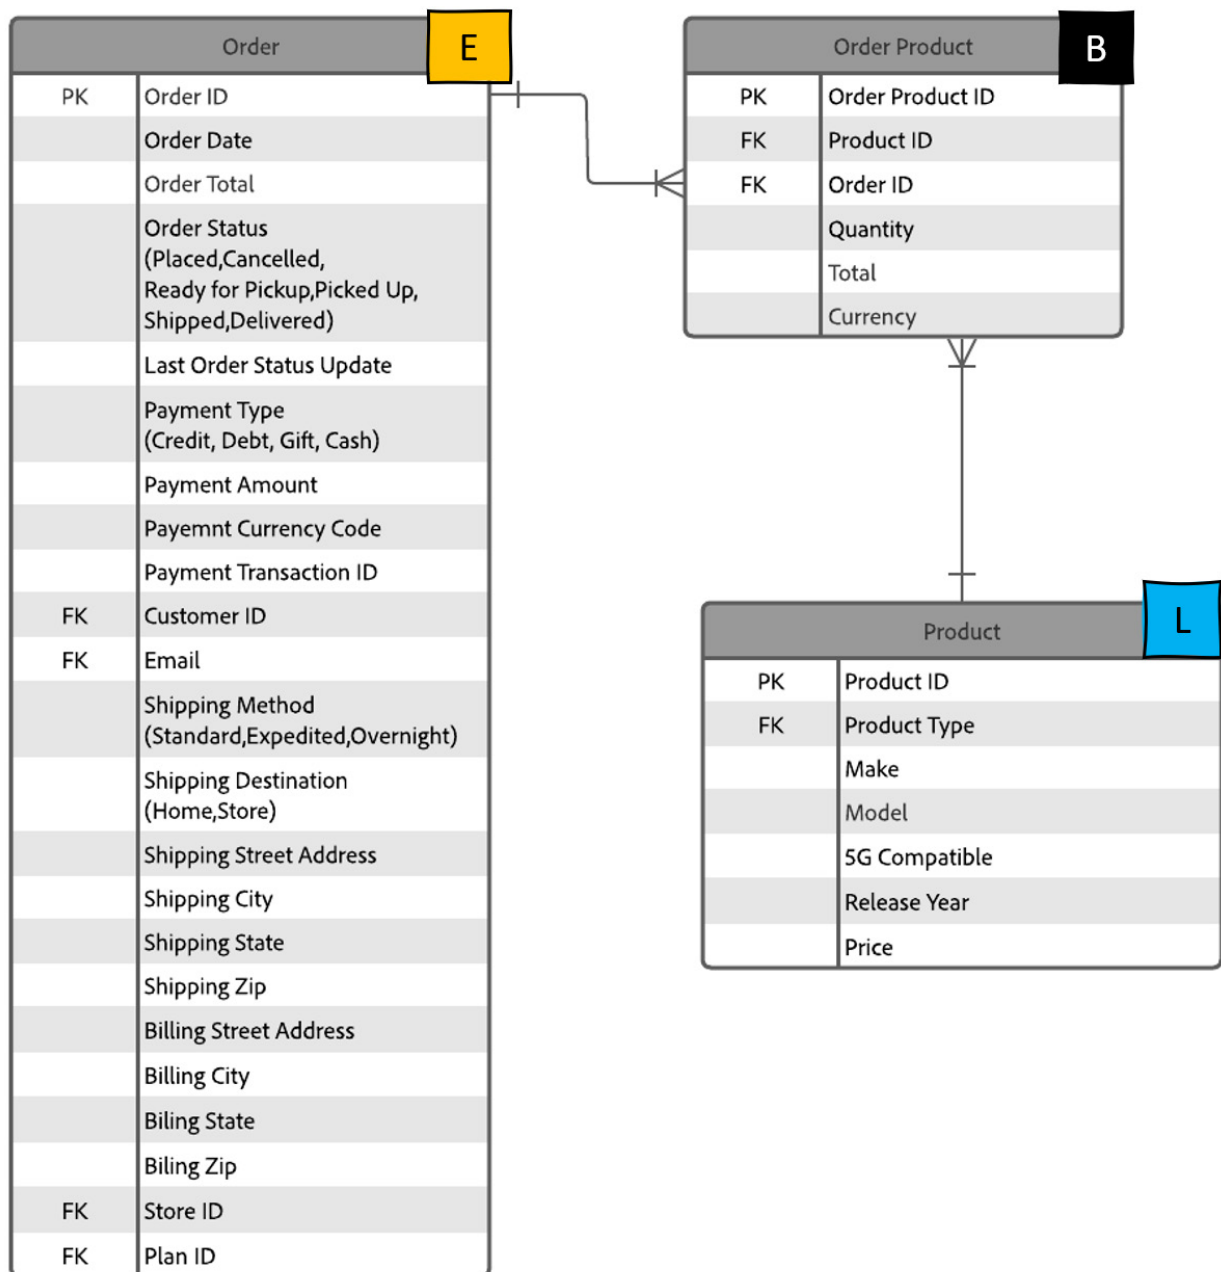 Order
E
PK Order ID
Order Date
Order Total
Order Status
(Placed,Cancelled,
Ready for Pickup,Picked Up,
Shipped,Delivered)
Last Order Status Update
Payment Type
(Credit, Debt, Gift, Cash)
Payment Amount
Payemnt Currency Code
Payment Transaction ID
FK Customer ID
FK Email
Shipping Method
(Standard,Expedited,Overnight)
Shipping Destination
(Home,Store)
Shipping Street Address
Shipping City
Shipping State
Shipping Zip
Billing Street Address
Billing City
Biling State
Biling Zip
FK Store ID
FK Plan ID
Order Product
B
PK Order Product ID
FK Product ID
FK Order ID
Quantity
Total
Currency
Product
L
PK Product ID
FK Product Type
Make
Model
5G Compatible
Release Year
Price